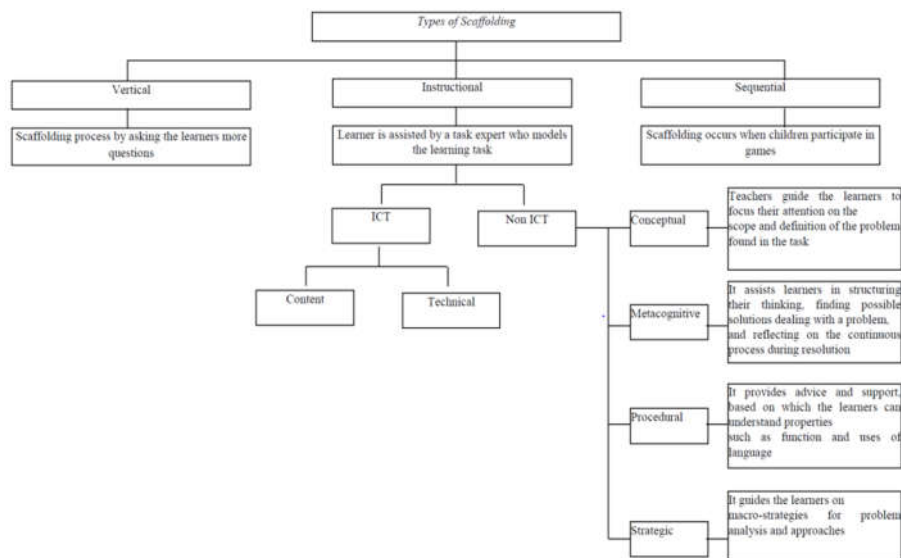 Types of Scaffolding
Vertical
Instructional
Sequential
Scaffolding process by asking the learners more
questions
Learner is assisted by a task expert who models
the learning task
Scaffolding occurs when children participate in
games
ICT
Non ICT
Content
Technical
Conceptual
Teachers guide the learners to
focus their attention on the
scope and definition of the problem
found in the task
Metacognitive
It assists learners in structuring
their thinking, finding possible
solutions dealing with a problem,
and reflecting on the continuous
process during resolution
Procedural
It provides advice and support,
based on which the learners can
understand properties
such as function and uses of
language
Strategic
It guides the learners on
macro-strategies for problem
analysis and approaches